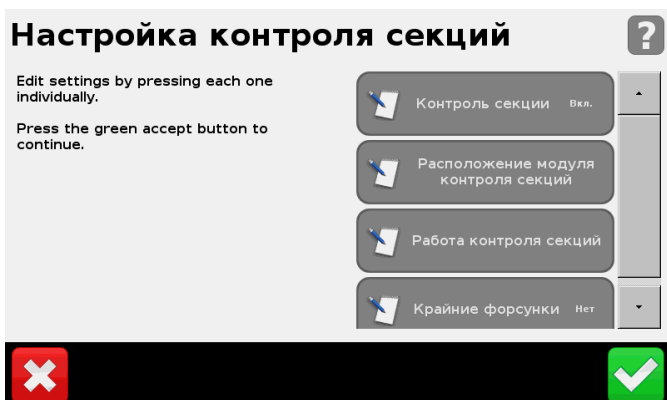 Настройка контроля секций
?
Edit settings by pressing each one
individually.
Press the green accept button to
continue.
Контроль секции Вкл.
Расположение модуля
контроля секций
Работа контроля секций
Крайние форсунки Нет